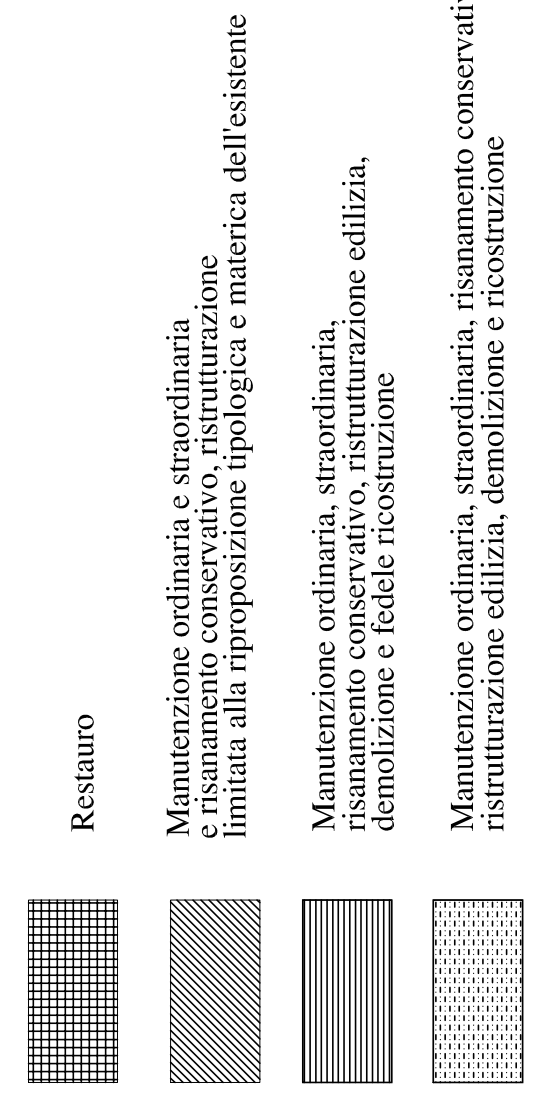 Restauro
Manutenzione ordinaria e straordinaria
e risanamento conservativo, ristrutturazione
limitata alla riproposizione tipologica e materica dell'esistente
Manutenzione ordinaria, straordinaria,
risanamento conservativo, ristrutturazione edilizia,
demolizione e fedele ricostruzione
Manutenzione ordinaria, straordinaria, risanamento conservativ
ristrutturazione edilizia, demolizione e ricostruzione